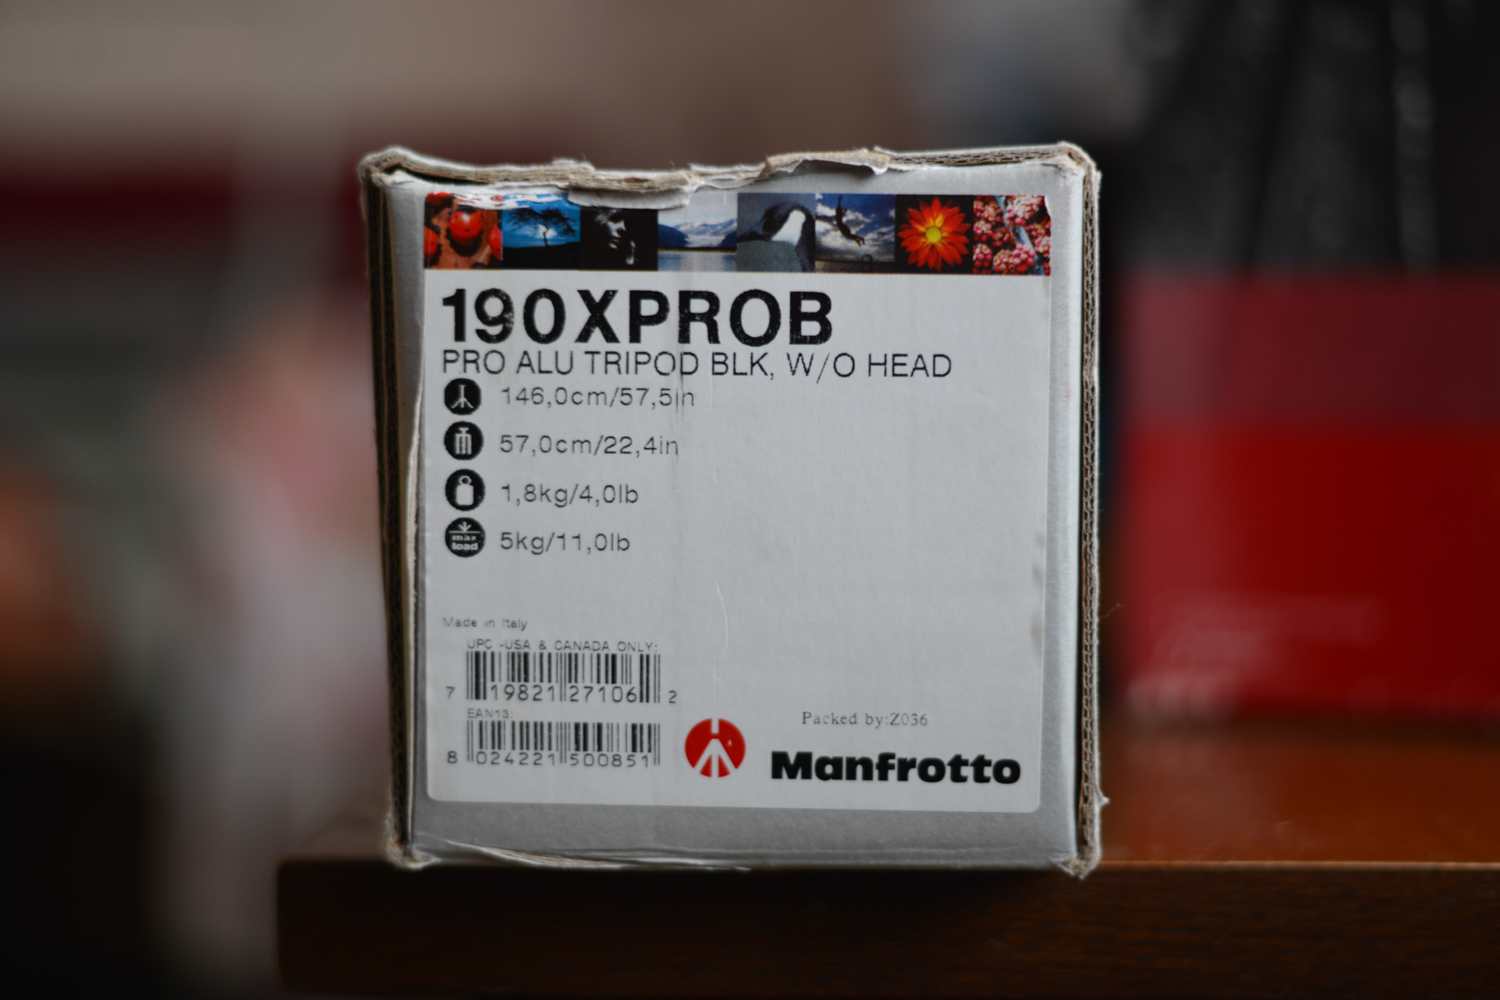 190XPROB
PRO ALU TRIPOD BLK, W/O HEAD
146,0cm/57,5in
57,0cm/22,4in
1,8kg/4,0lb
max
load
5kg/11,0lb
Made in Italy
UPC -USA & CANADA ONLY:
7 19821 27106 2
EAN13:
8 024221 500851
Packed by:Z036
Manfrotto